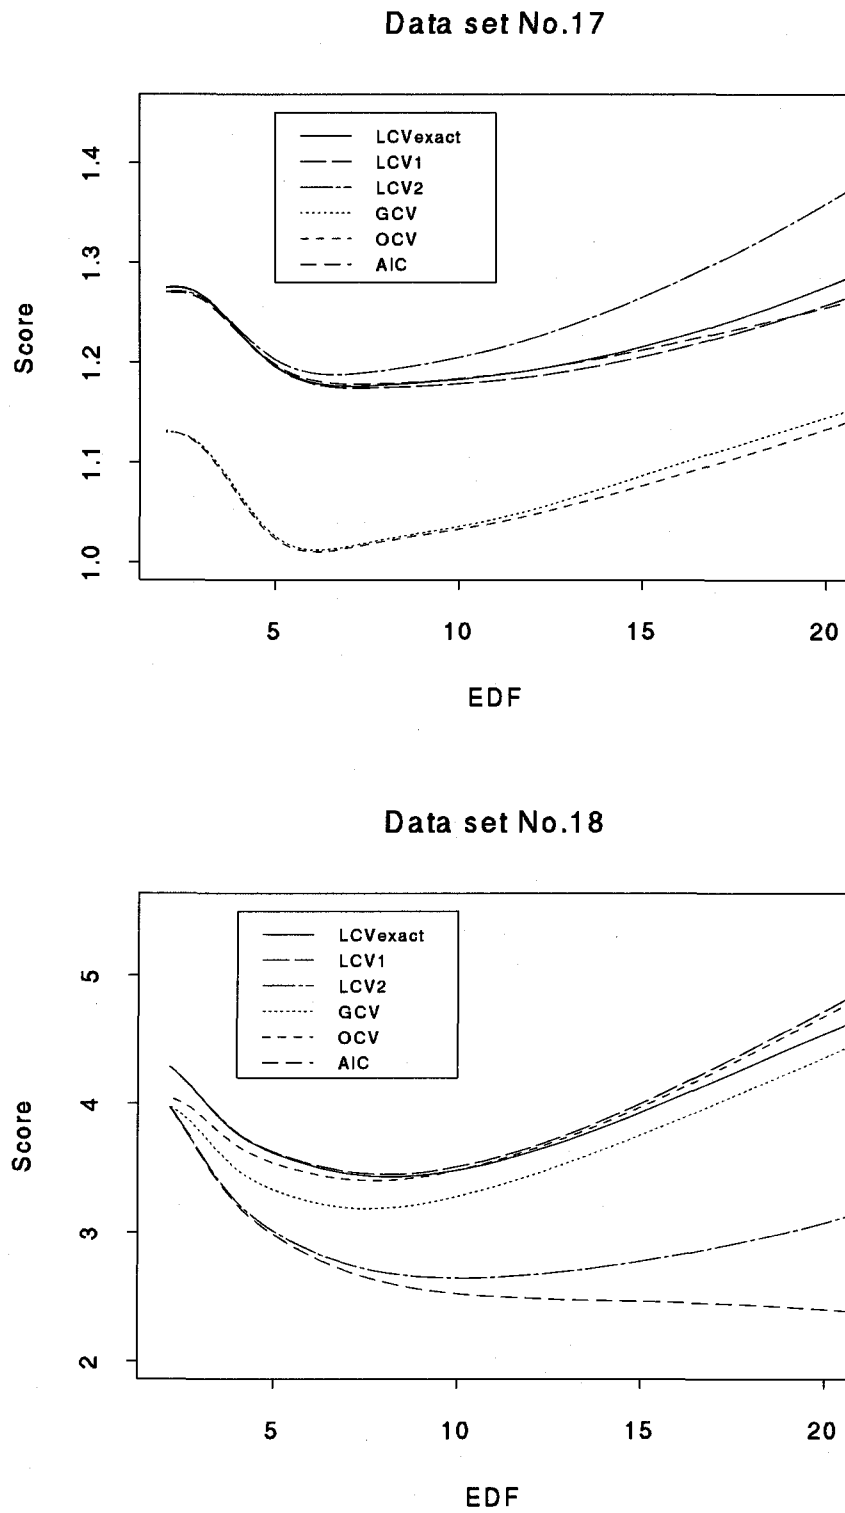 Data set No.17
1.4
1.3
1.2
1.1
1.0
Score
LCVexact
LCV1
LCV2
GCV
OCV
AIC
5 10 15 20
EDF
Data set No.18
5
4
3
2
Score
LCVexact
LCV1
LCV2
GCV
OCV
AIC
5 10 15 20
EDF